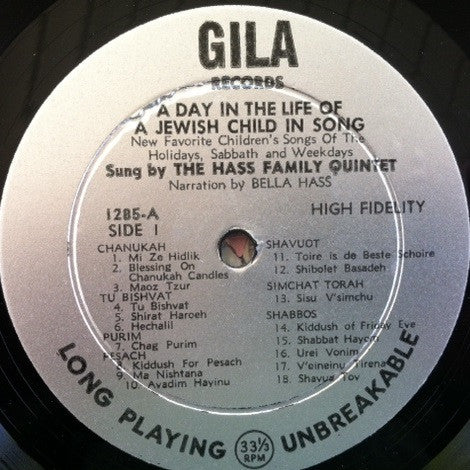 GILA
RECORDS
A DAY IN THE LIFE OF
A JEWISH CHILD IN SONG
New Favorite Children's Songs Of The
Holidays, Sabbath and Weekdays
Sung by THE HASS FAMILY QUINTET
Narration by BELLA HASS
1285-A
SIDE 1
HIGH FIDELITY
CHANUKAH
1. Mi Ze Hidlik
2. Blessing On
Chanukah Candles
3. Maoz Tzur
TU BISHVAT
4. Tu Bishvat
5. Shirat Haroeh
6. Hechalil
PURIM
7. Chag Purim
PESACH
8. Kiddush For Pesach
9. Ma Nishtana
10. Avadim Hayinu
SHAVUOT
11. Toire is de Beste Schoire
12. Shibolet Basadeh
SIMCHAT TORAH
13. Sisu V'simchu
SHABBOS
14. Kiddush of Friday Eve
15. Shabbat Hayom
16. Urei Vonim
17. V'eineinu Tirena
18. Shavua Tov
LONG PLAYING
33⅓
RPM
UNBREAKABLE